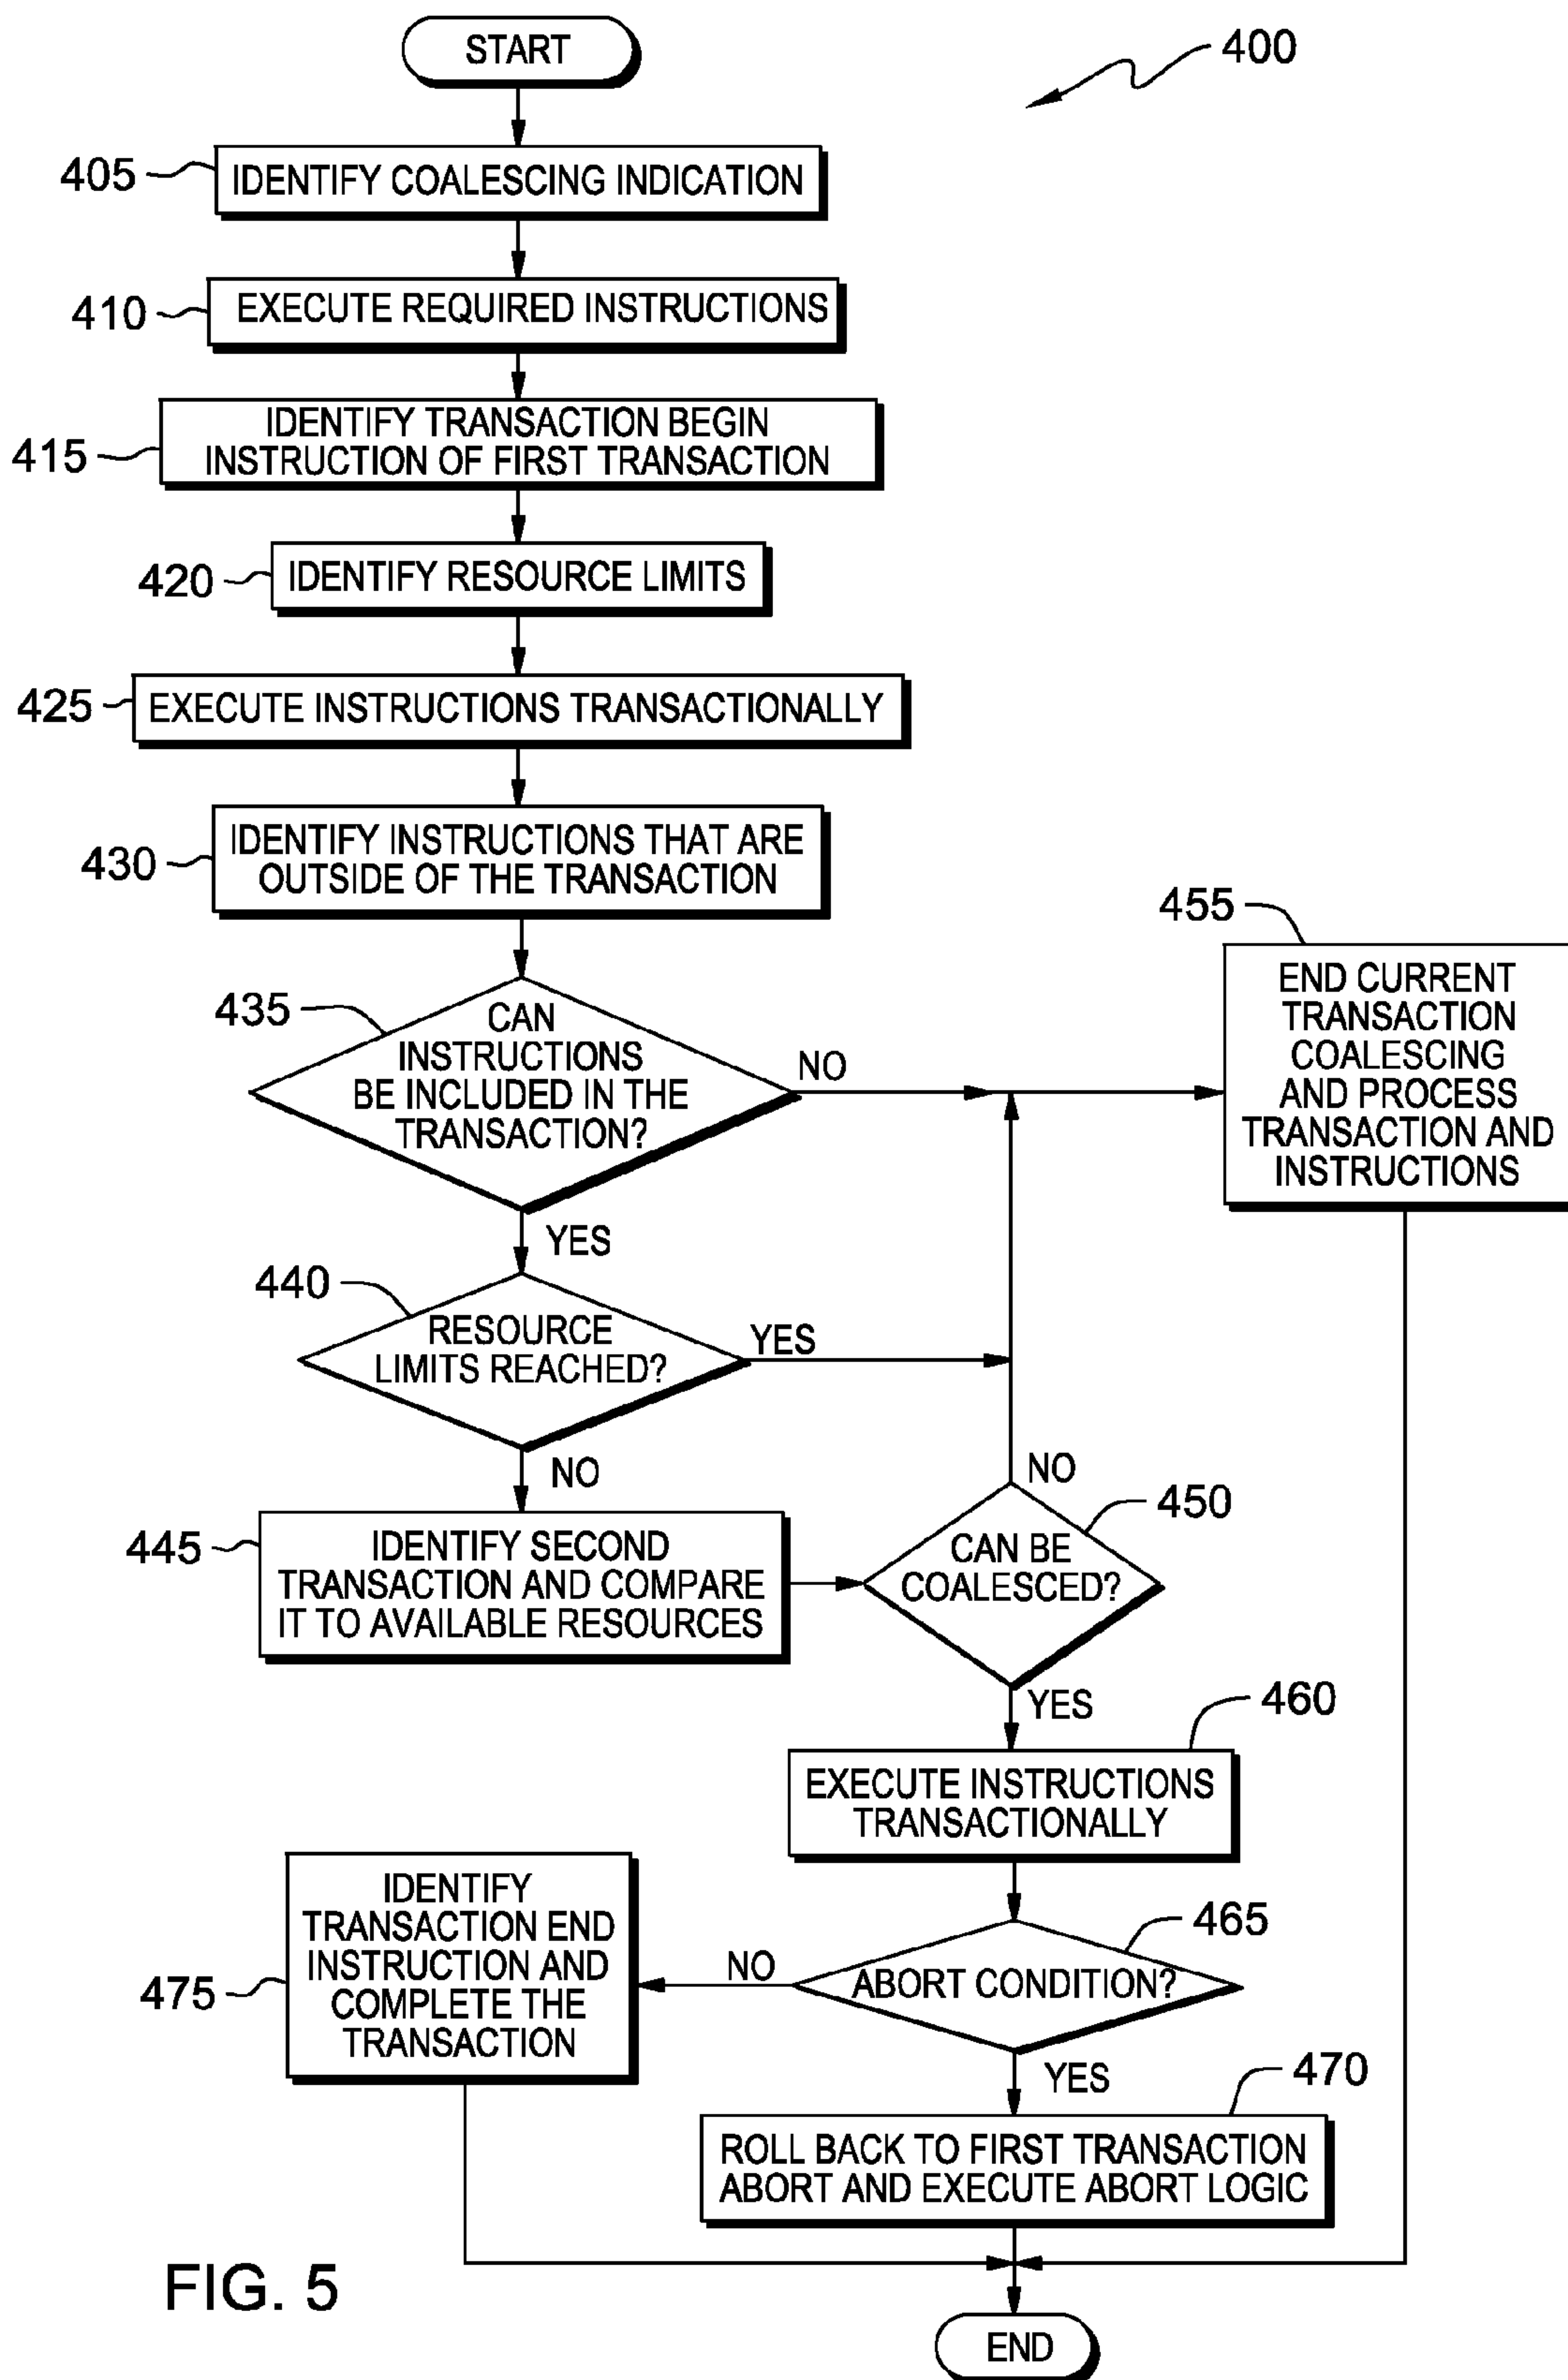 START
400
405
IDENTIFY COALESCING INDICATION
410
EXECUTE REQUIRED INSTRUCTIONS
415
IDENTIFY TRANSACTION BEGIN
INSTRUCTION OF FIRST TRANSACTION
420
IDENTIFY RESOURCE LIMITS
425
EXECUTE INSTRUCTIONS TRANSACTIONALLY
430
IDENTIFY INSTRUCTIONS THAT ARE
OUTSIDE OF THE TRANSACTION
435
CAN
INSTRUCTIONS
BE INCLUDED IN THE
TRANSACTION?
NO
YES
455
END CURRENT
TRANSACTION
COALESCING
AND PROCESS
TRANSACTION AND
INSTRUCTIONS
440
RESOURCE
LIMITS REACHED?
YES
NO
445
IDENTIFY SECOND
TRANSACTION AND COMPARE
IT TO AVAILABLE RESOURCES
NO
450
CAN BE
COALESCED?
YES
460
EXECUTE INSTRUCTIONS
TRANSACTIONALLY
465
ABORT CONDITION?
NO
475
IDENTIFY
TRANSACTION END
INSTRUCTION AND
COMPLETE THE
TRANSACTION
YES
470
ROLL BACK TO FIRST TRANSACTION
ABORT AND EXECUTE ABORT LOGIC
FIG. 5
END